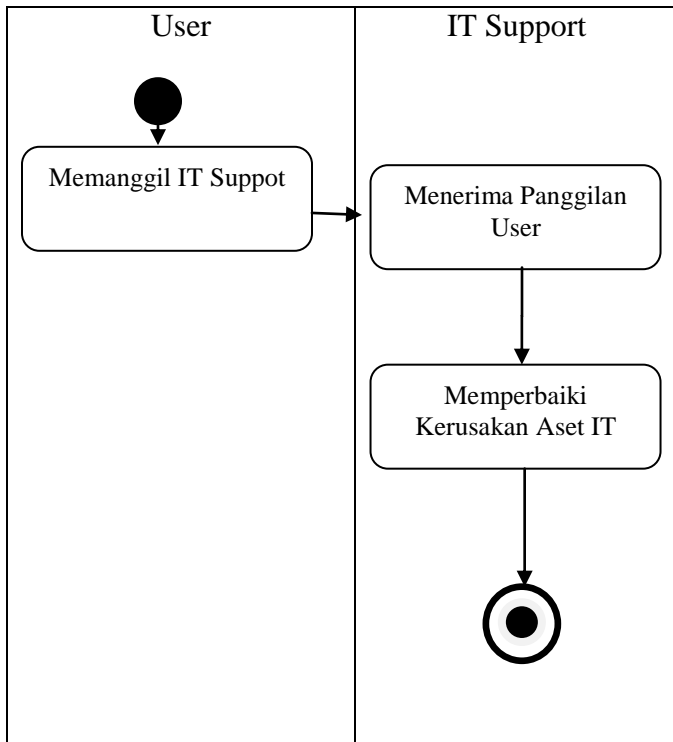 User
IT Support
Memanggil IT Suppot
Menerima Panggilan
User
Memperbaiki
Kerusakan Aset IT